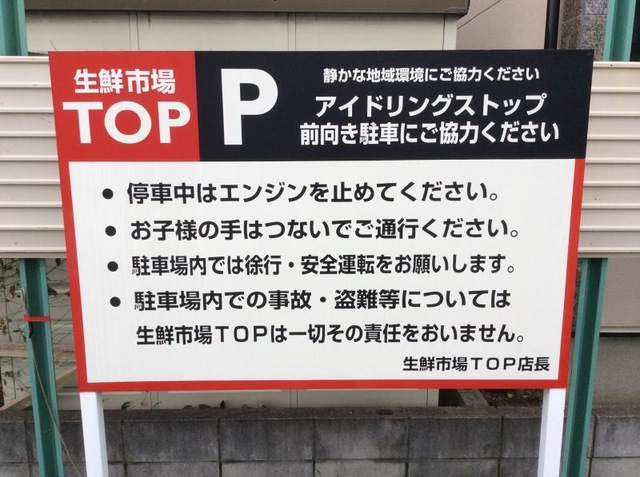 生鮮市場
TOP
P
静かな地域環境にご協力ください
アイドリングストップ
前向き駐車にご協力ください
● 停車中はエンジンを止めてください。
● お子様の手はつないでご通行ください。
● 駐車場内では徐行・安全運転をお願いします。
● 駐車場内での事故・盗難等については
生鮮市場TOPは一切その責任をおいません。
生鮮市場TOP店長